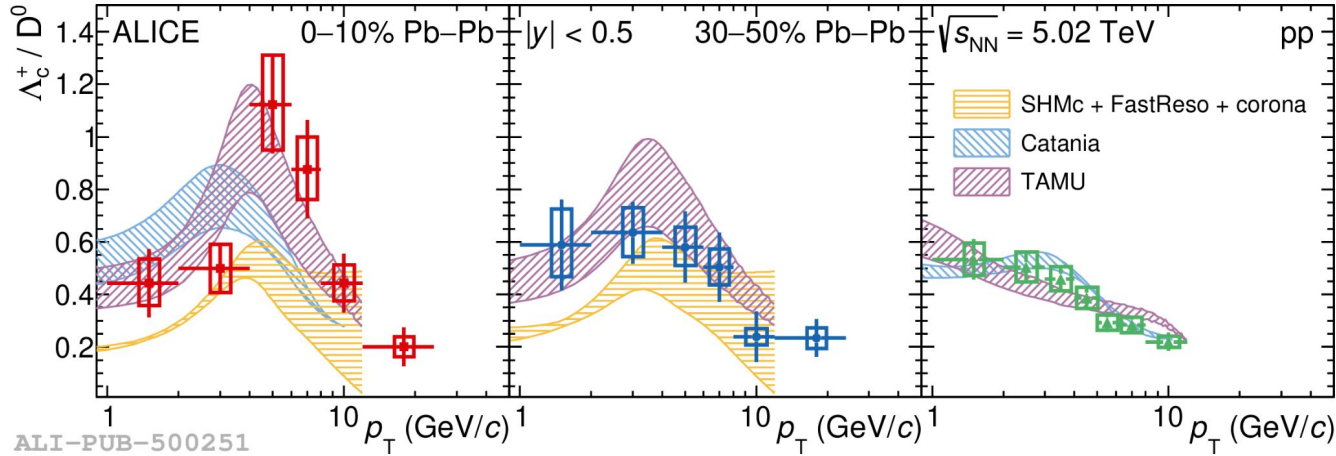 Λc+ / D0
1.4
1.2
1
0.8
0.6
0.4
0.2
ALICE
0–10% Pb–Pb
|y| < 0.5
30–50% Pb–Pb
√sNN = 5.02 TeV
pp
SHMc + FastReso + corona
Catania
TAMU
1
10
1
10
1
10
pT (GeV/c)
pT (GeV/c)
pT (GeV/c)
ALI-PUB-500251